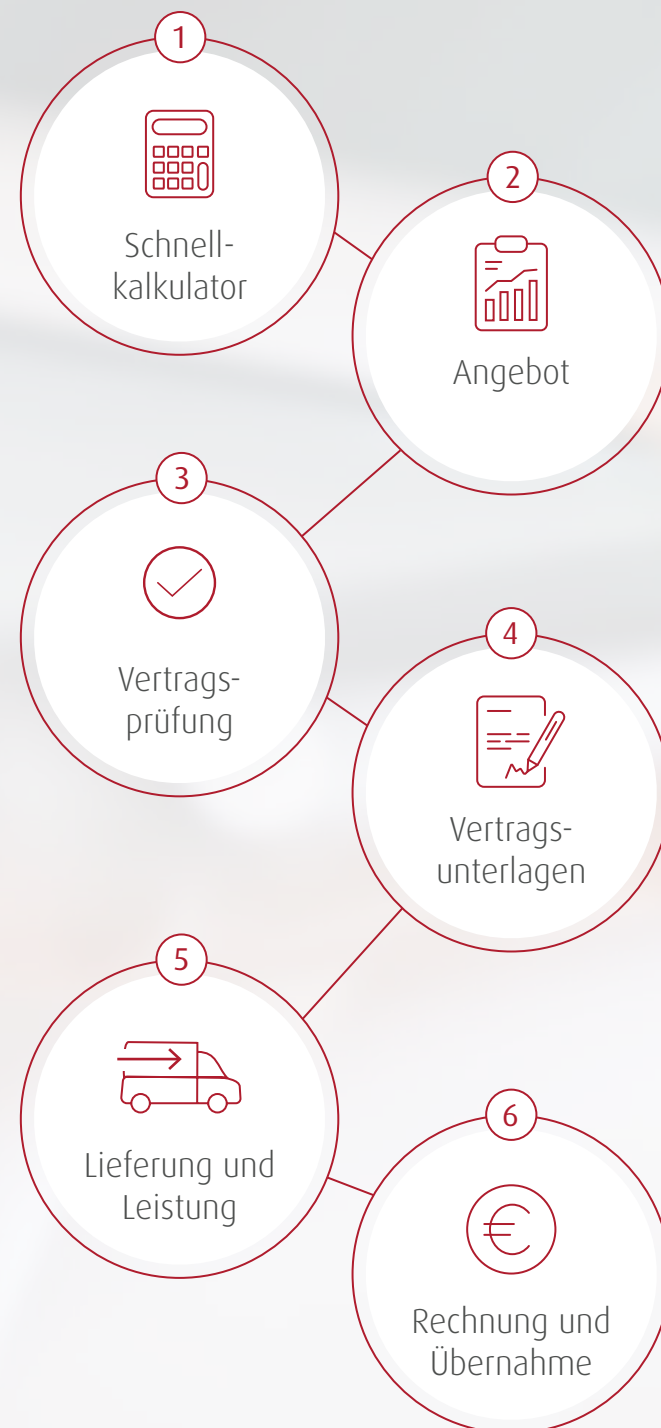 1
Schnell-
kalkulator
2
Angebot
3
Vertrags-
prüfung
4
Vertrags-
unterlagen
5
Lieferung und
Leistung
6
Rechnung und
Übernahme